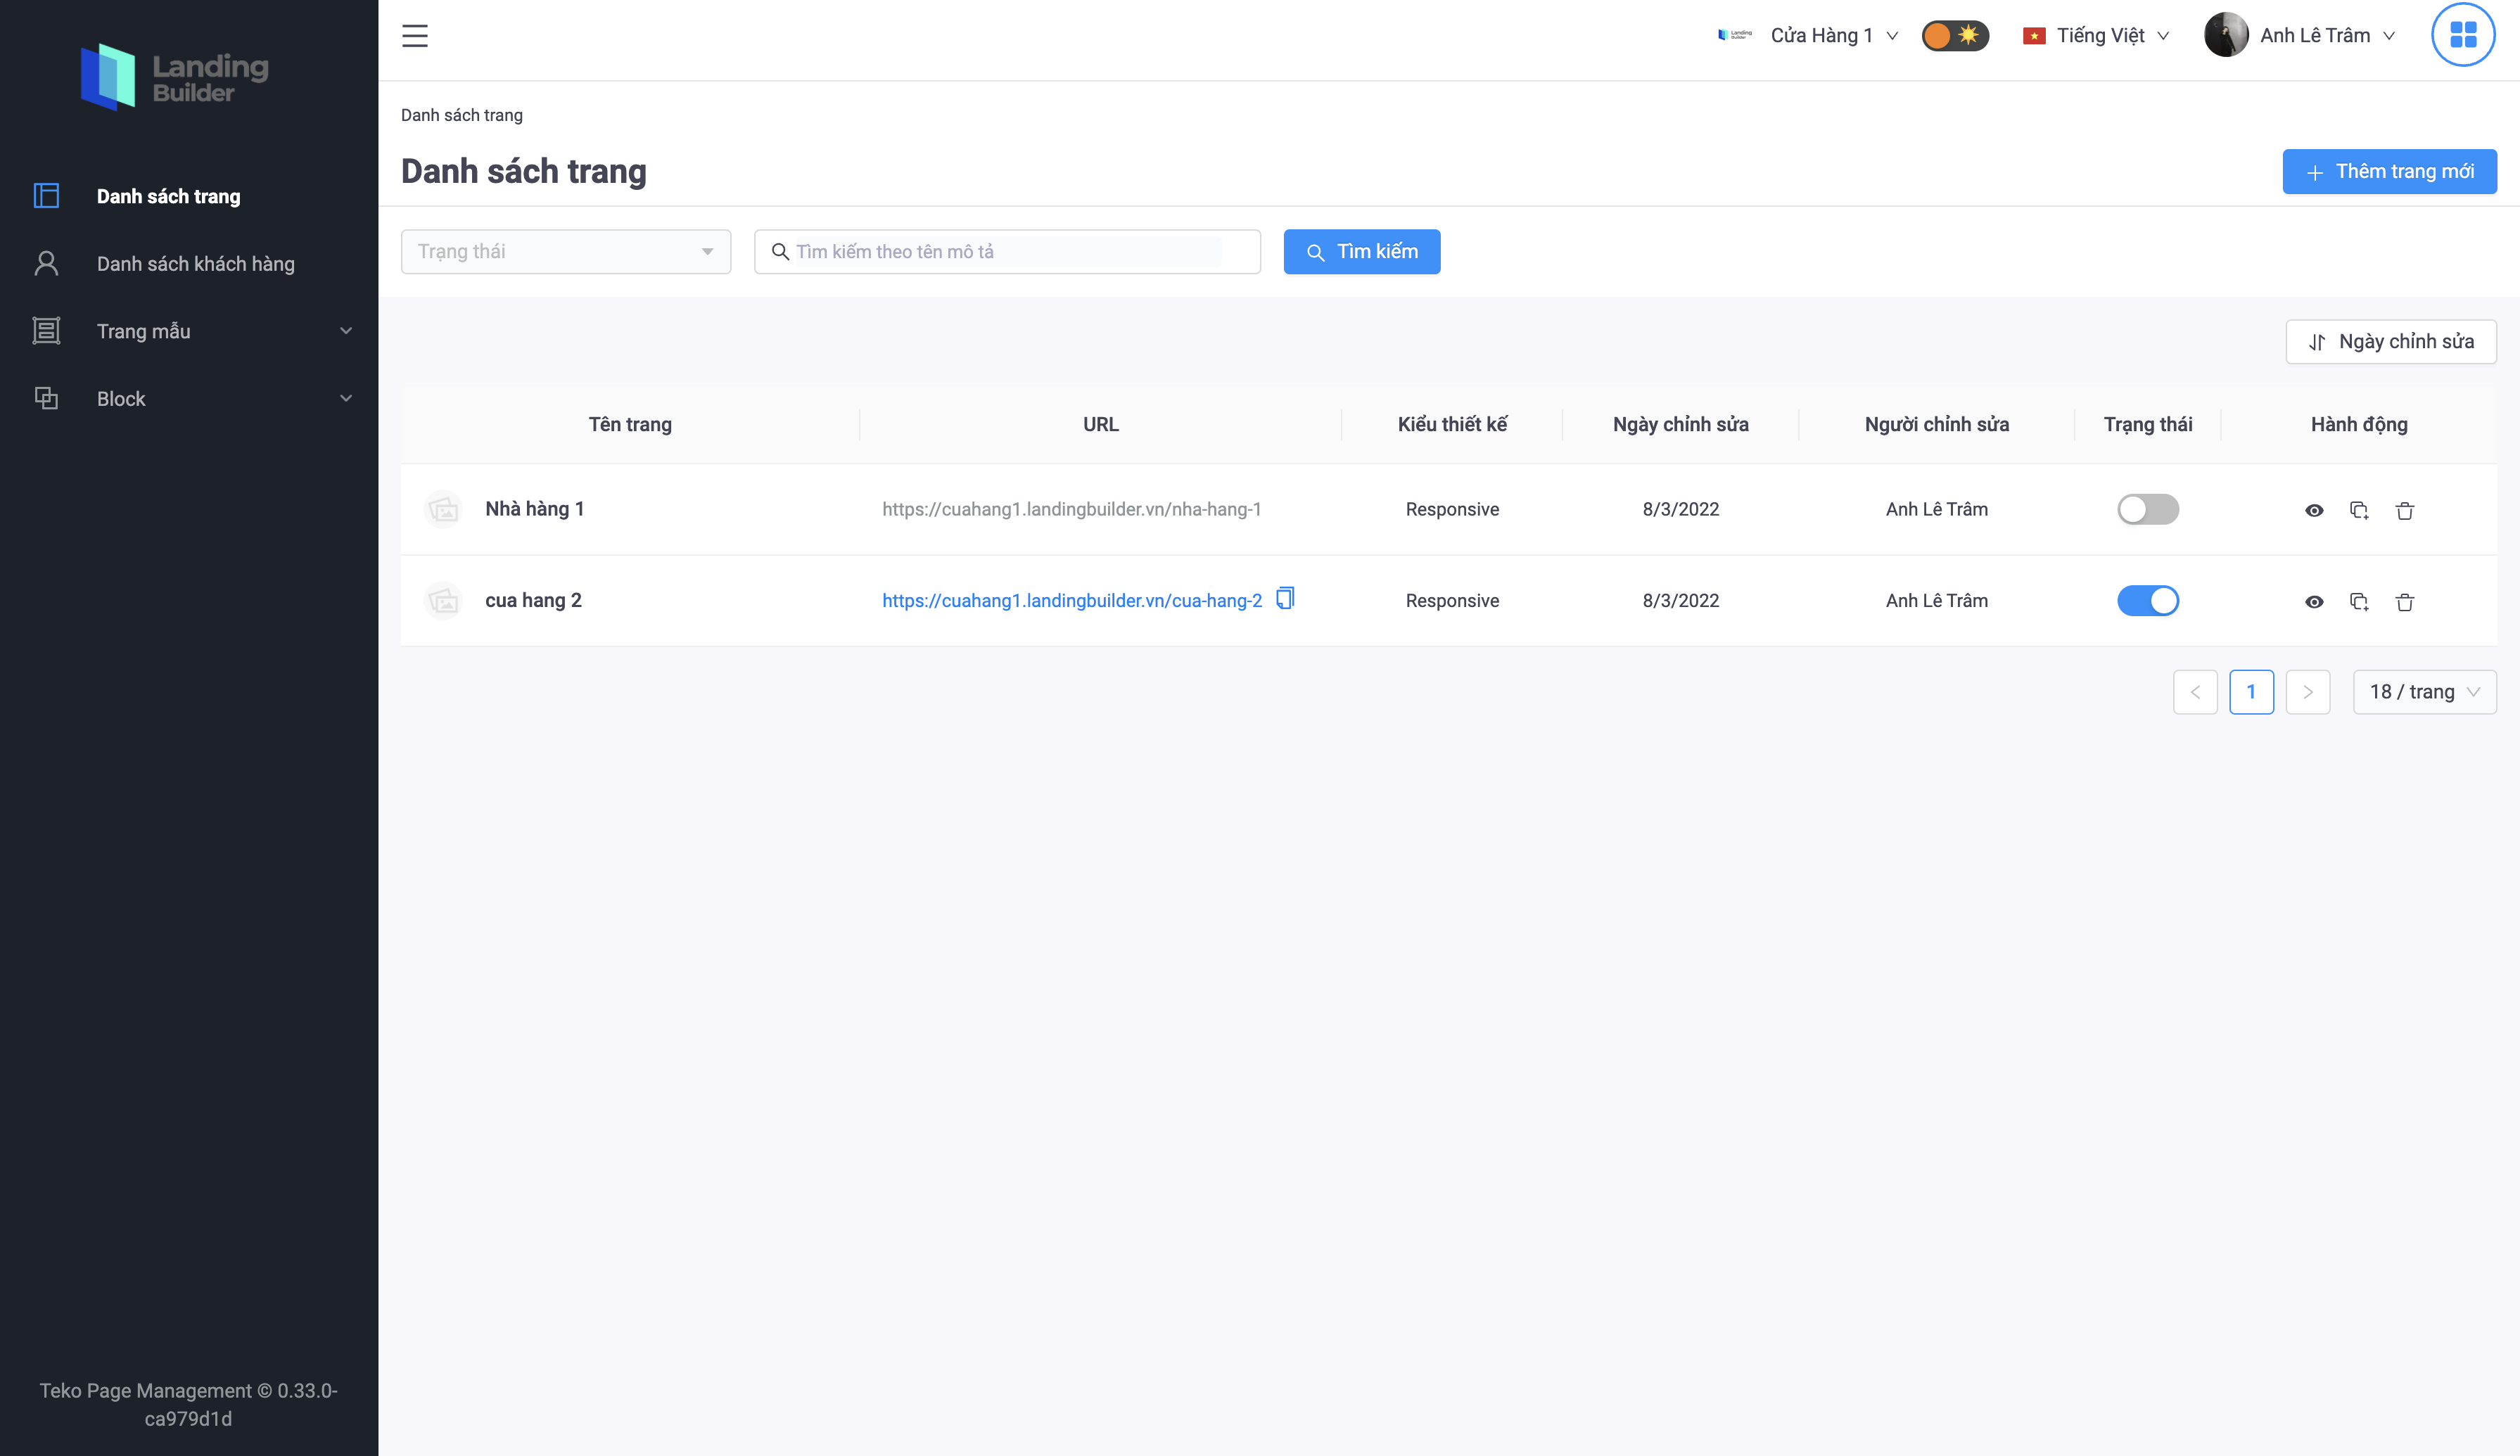 Landing
Builder
Danh sách trang
Danh sách khách hàng
Trang mẫu
Block
Teko Page Management © 0.33.0-
ca979d1d
Landing
Builder
Cửa Hàng 1
Tiếng Việt
Anh Lê Trâm
Danh sách trang
Danh sách trang
Thêm trang mới
Trạng thái
Tìm kiếm theo tên mô tả
Tìm kiếm
Ngày chỉnh sửa
Tên trang URL Kiểu thiết kế Ngày chỉnh sửa Người chỉnh sửa Trạng thái Hành động
Nhà hàng 1 https://cuahang1.landingbuilder.vn/nha-hang-1 Responsive 8/3/2022 Anh Lê Trâm
cua hang 2 https://cuahang1.landingbuilder.vn/cua-hang-2 Responsive 8/3/2022 Anh Lê Trâm
1
18 / trang